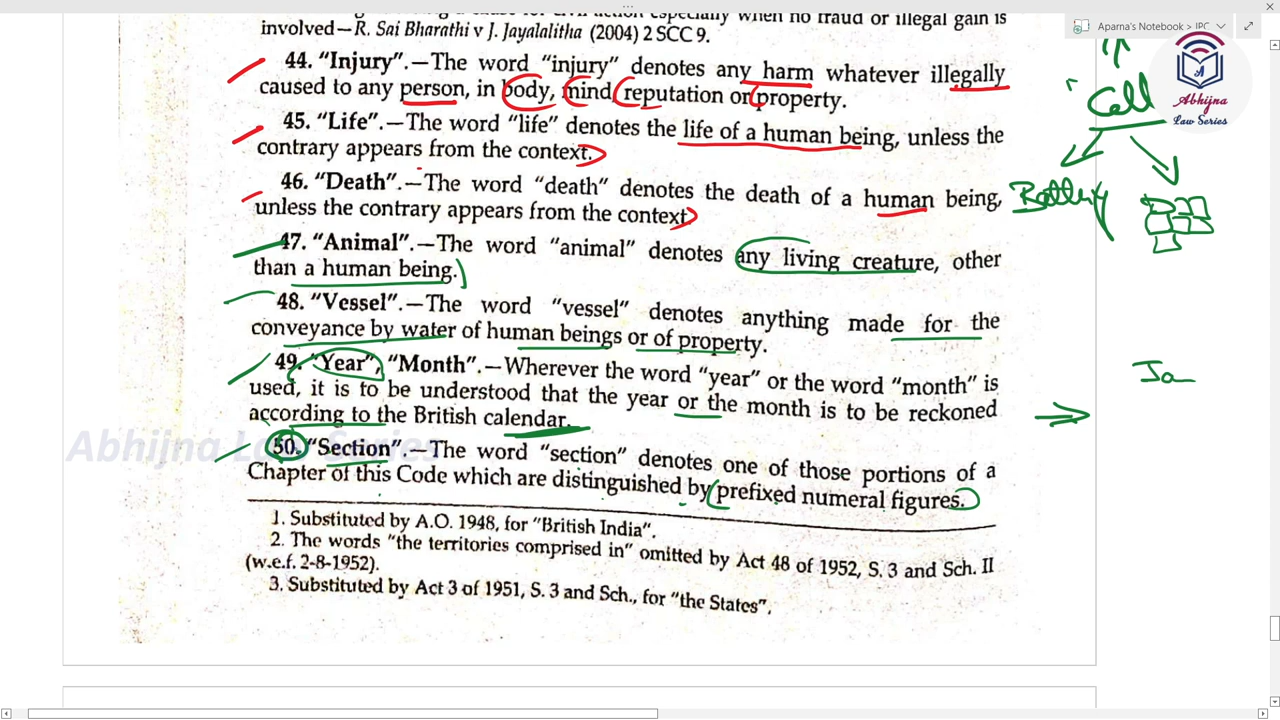 Aparna's Notebook > IPC
when no fraud or illegal gain is
involved—R. Sai Bharathi v J. Jayalalitha (2004) 2 SCC 9.
44. "Injury".—The word "injury" denotes any harm whatever illegally
caused to any person, in body, mind, reputation or property.
45. "Life".—The word "life" denotes the life of a human being, unless the
contrary appears from the context.
46. "Death".—The word "death" denotes the death of a human being,
unless the contrary appears from the context.
47. "Animal".—The word "animal" denotes any living creature, other
than a human being.
48. "Vessel".—The word "vessel" denotes anything made for the
conveyance by water of human beings or of property.
49. "Year", "Month".—Wherever the word "year" or the word "month" is
used, it is to be understood that the year or the month is to be reckoned
according to the British calendar.
50. "Section".—The word "section" denotes one of those portions of a
Chapter of this Code which are distinguished by prefixed numeral figures.
1. Substituted by A.O. 1948, for "British India".
2. The words "the territories comprised in" omitted by Act 48 of 1952, S. 3 and Sch. II
(w.e.f. 2-8-1952).
3. Substituted by Act 3 of 1951, S. 3 and Sch., for "the States",
Abhijna Law Series
Cell
Battery
Ja
A
Abhijna
Law Series